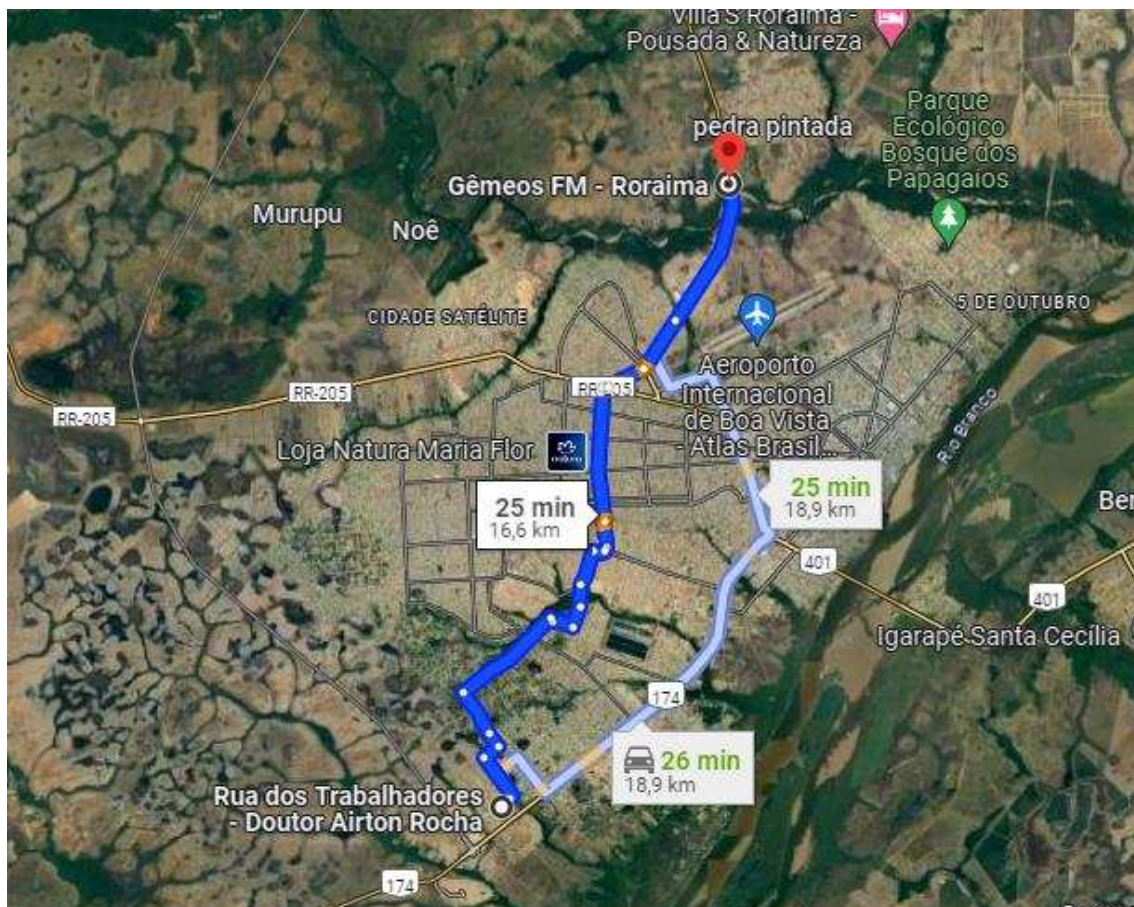 Villa'S Roraima -
Pousada & Natureza
Parque
Ecológico
Bosque dos
Papagaios
pedra pintada
Gêmeos FM - Roraima
Murupu
Noê
5 DE OUTUBRO
CIDADE SATÉLITE
Aeroporto
Internacional
de Boa Vista
- Atlas Brasil...
RR-205
RR-205
RR-205
Rio Branco
Loja Natura Maria Flor
natura
25 min
18,9 km
25 min
16,6 km
401
401
Igarapé Santa Cecília
174
26 min
18,9 km
Rua dos Trabalhadores
- Doutor Airton Rocha
174